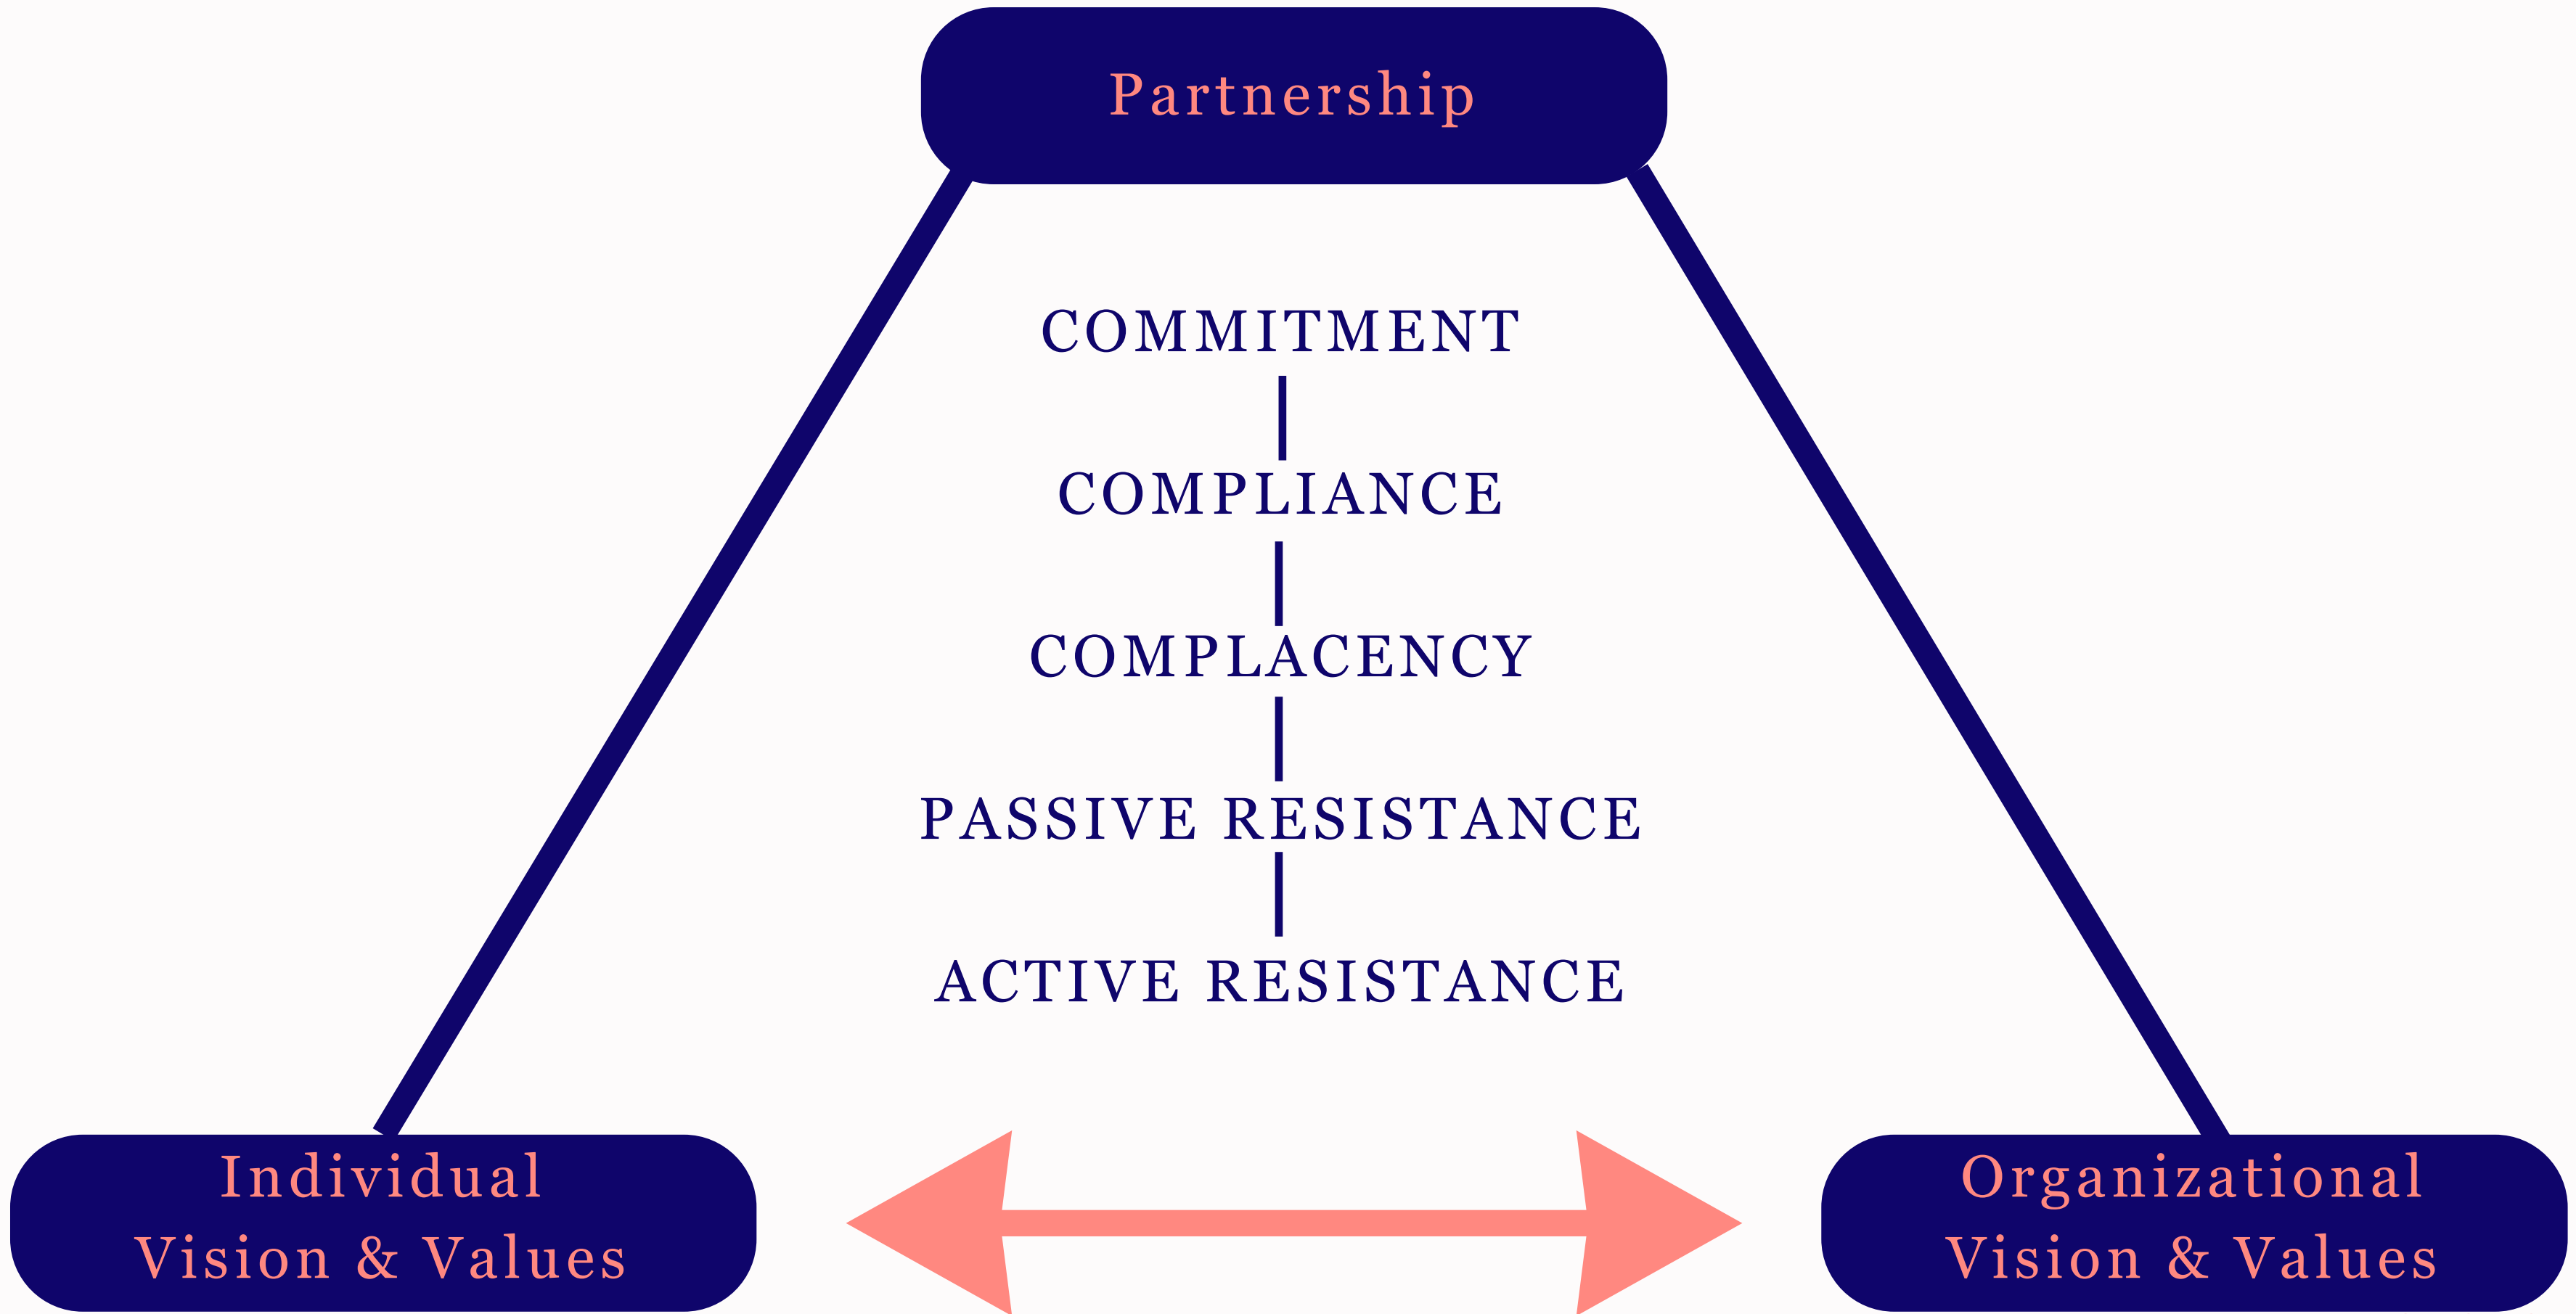 Partnership
COMMITMENT
COMPLIANCE
COMPLACENCY
PASSIVE RESISTANCE
ACTIVE RESISTANCE
Individual
Vision & Values
Organizational
Vision & Values